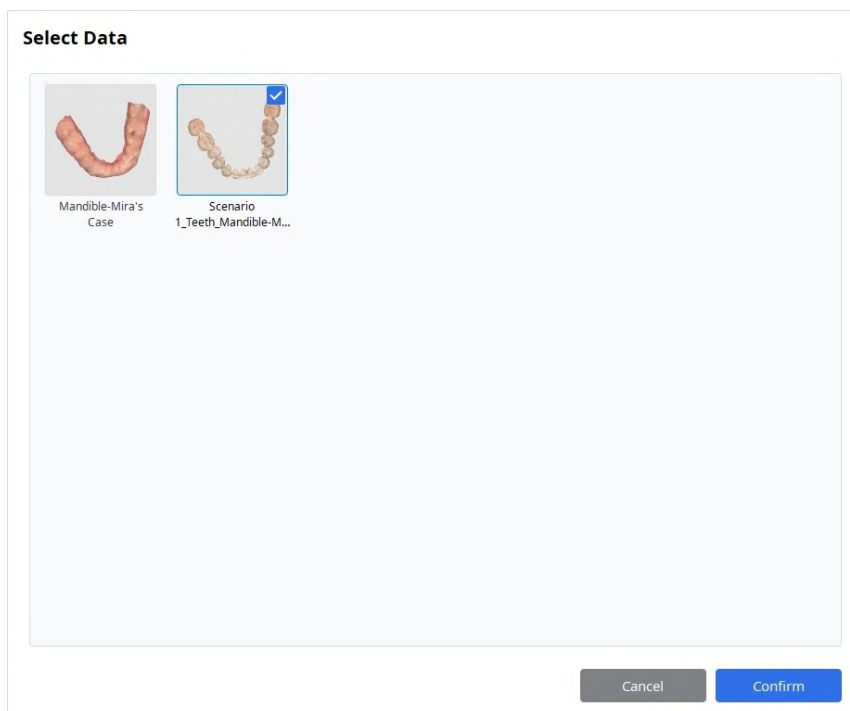 Select Data
Mandible-Mira's
Case
Scenario
1_Teeth_Mandible-M...
Cancel
Confirm